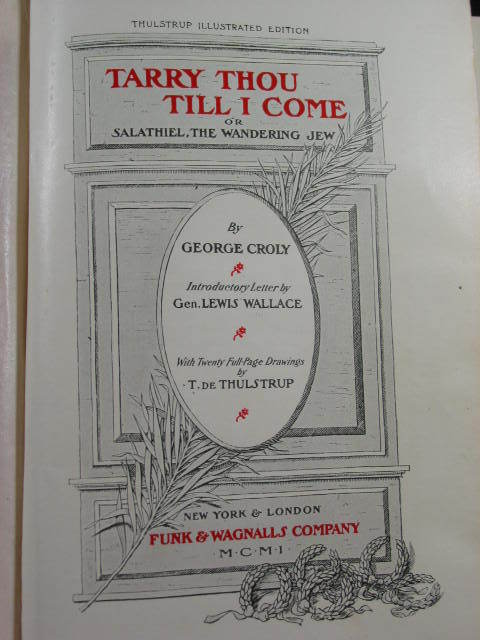 THULSTRUP ILLUSTRATED EDITION
TARRY THOU
TILL I COME
OR
SALATHIEL, THE WANDERING JEW
By
GEORGE CROLY
Introductory Letter by
Gen. LEWIS WALLACE
With Twenty Full-Page Drawings
by
T. DE THULSTRUP
NEW YORK & LONDON
FUNK & WAGNALLS COMPANY
M·C·M·I·